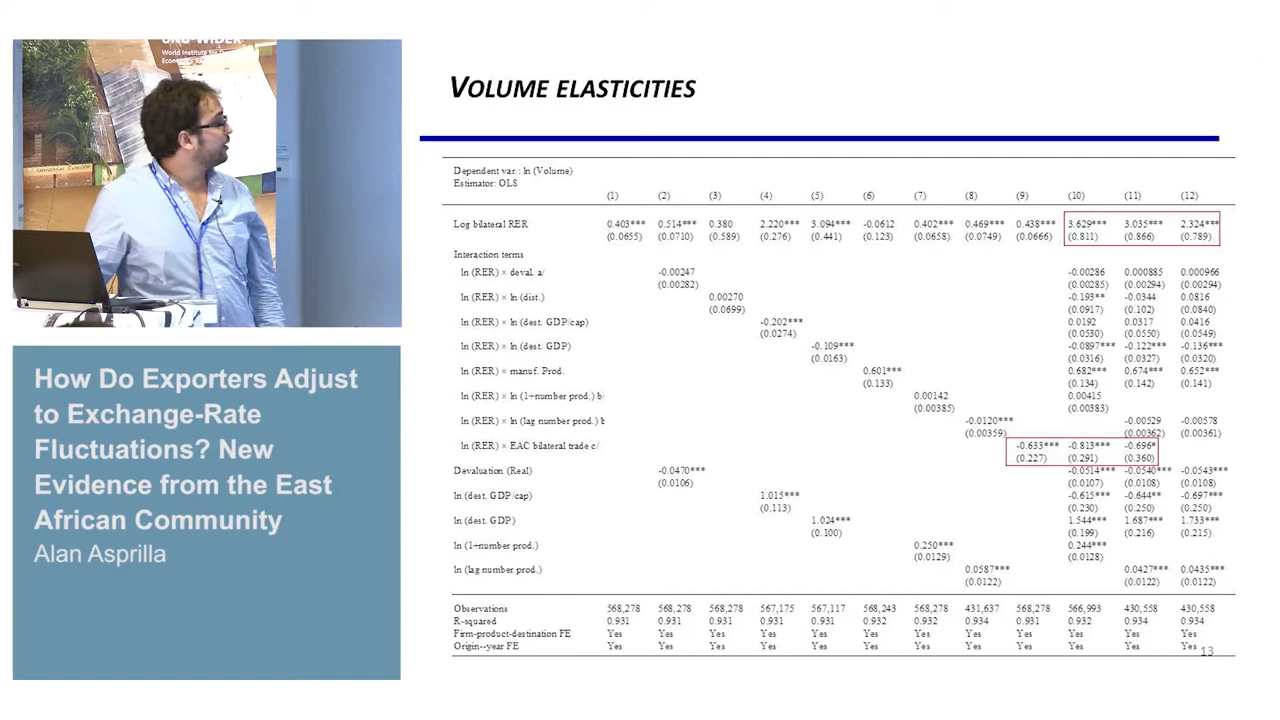 UNU-WIDER
World Institute for De
Econom
VOLUME ELASTICITIES
Dependent var.: ln (Volume)
Estimator: OLS
(1) (2) (3) (4) (5) (6) (7) (8) (9) (10) (11) (12)
Log bilateral RER 0.403*** 0.514*** 0.380 2.220*** 3.094*** -0.0612 0.402*** 0.469*** 0.438*** 3.629*** 3.035*** 2.324***
(0.0655) (0.0710) (0.589) (0.276) (0.441) (0.123) (0.0658) (0.0749) (0.0666) (0.811) (0.866) (0.789)
Interaction terms
ln (RER) × deval. a/ -0.00247 -0.00286 0.000885 0.000966
(0.00282) (0.00285) (0.00294) (0.00294)
ln (RER) × ln (dist.) 0.00270 -0.193** -0.0344 0.0816
(0.0699) (0.0917) (0.102) (0.0840)
ln (RER) × ln (dest. GDP/cap) -0.202*** 0.0192 0.0317 0.0416
(0.0274) (0.0530) (0.0550) (0.0549)
ln (RER) × ln (dest. GDP) -0.109*** -0.0897*** -0.122*** -0.136***
(0.0163) (0.0316) (0.0327) (0.0320)
ln (RER) × manuf. Prod. 0.601*** 0.682*** 0.674*** 0.652***
(0.133) (0.134) (0.142) (0.141)
ln (RER) × ln (1+number prod.) b/ 0.00142 0.00415
(0.00385) (0.00383)
ln (RER) × ln (lag number prod.) b -0.0120*** -0.00529 -0.00578
(0.00359) (0.00362) (0.00361)
ln (RER) × EAC bilateral trade c/ -0.633*** -0.813*** -0.696*
(0.227) (0.291) (0.360)
Devaluation (Real) -0.0470*** -0.0514*** -0.0540*** -0.0543***
(0.0106) (0.0107) (0.0108) (0.0108)
ln (dest. GDP/cap) 1.015*** -0.615*** -0.644** -0.697***
(0.113) (0.230) (0.250) (0.250)
ln (dest. GDP) 1.024*** 1.544*** 1.687*** 1.733***
(0.100) (0.199) (0.216) (0.215)
ln (1+number prod.) 0.250*** 0.244***
(0.0129) (0.0128)
ln (lag number prod.) 0.0587*** 0.0427*** 0.0435***
(0.0122) (0.0122) (0.0122)
Observations 568,278 568,278 568,278 567,175 567,117 568,243 568,278 431,637 568,278 566,993 430,558 430,558
R-squared 0.931 0.931 0.931 0.931 0.931 0.932 0.932 0.934 0.931 0.932 0.934 0.934
Firm-product-destination FE Yes Yes Yes Yes Yes Yes Yes Yes Yes Yes Yes Yes
Origin--year FE Yes Yes Yes Yes Yes Yes Yes Yes Yes Yes Yes Yes
13
How Do Exporters Adjust
to Exchange-Rate
Fluctuations? New
Evidence from the East
African Community
Alan Asprilla